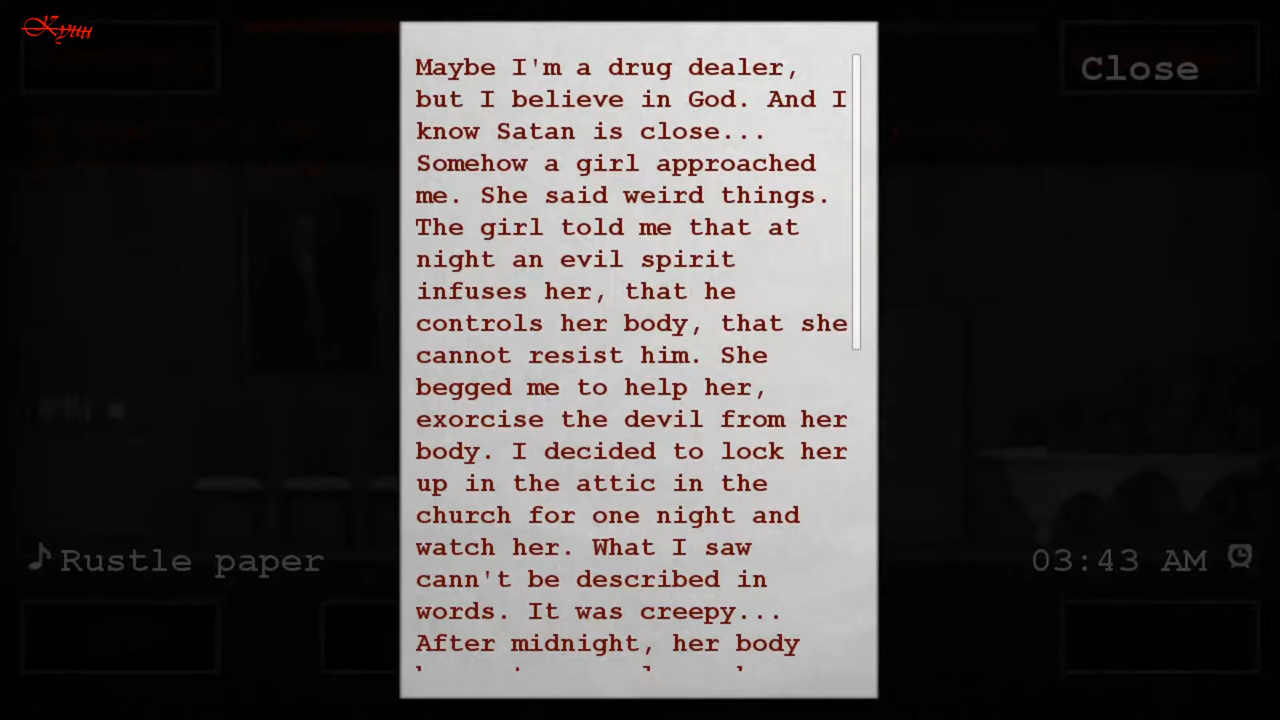 Кууш
Close
Maybe I'm a drug dealer,
but I believe in God. And I
know Satan is close...
Somehow a girl approached
me. She said weird things.
The girl told me that at
night an evil spirit
infuses her, that he
controls her body, that she
cannot resist him. She
begged me to help her,
exorcise the devil from her
body. I decided to lock her
up in the attic in the
church for one night and
watch her. What I saw
cann't be described in
words. It was creepy...
After midnight, her body
Rustle paper
03:43 AM